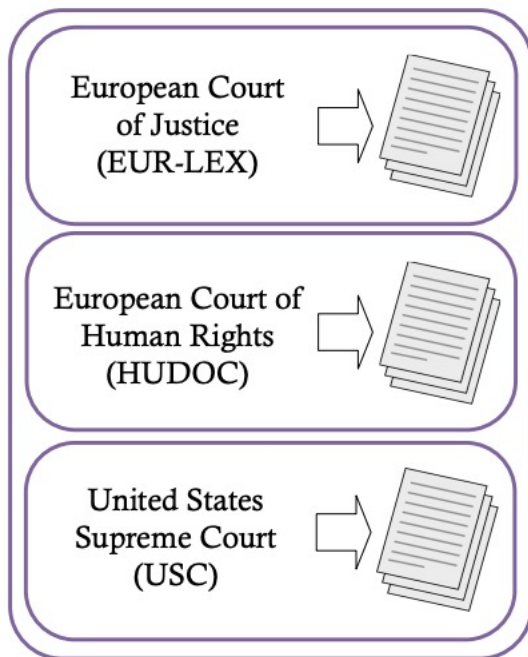 European Court
of Justice
(EUR-LEX)
European Court of
Human Rights
(HUDOC)
United States
Supreme Court
(USC)